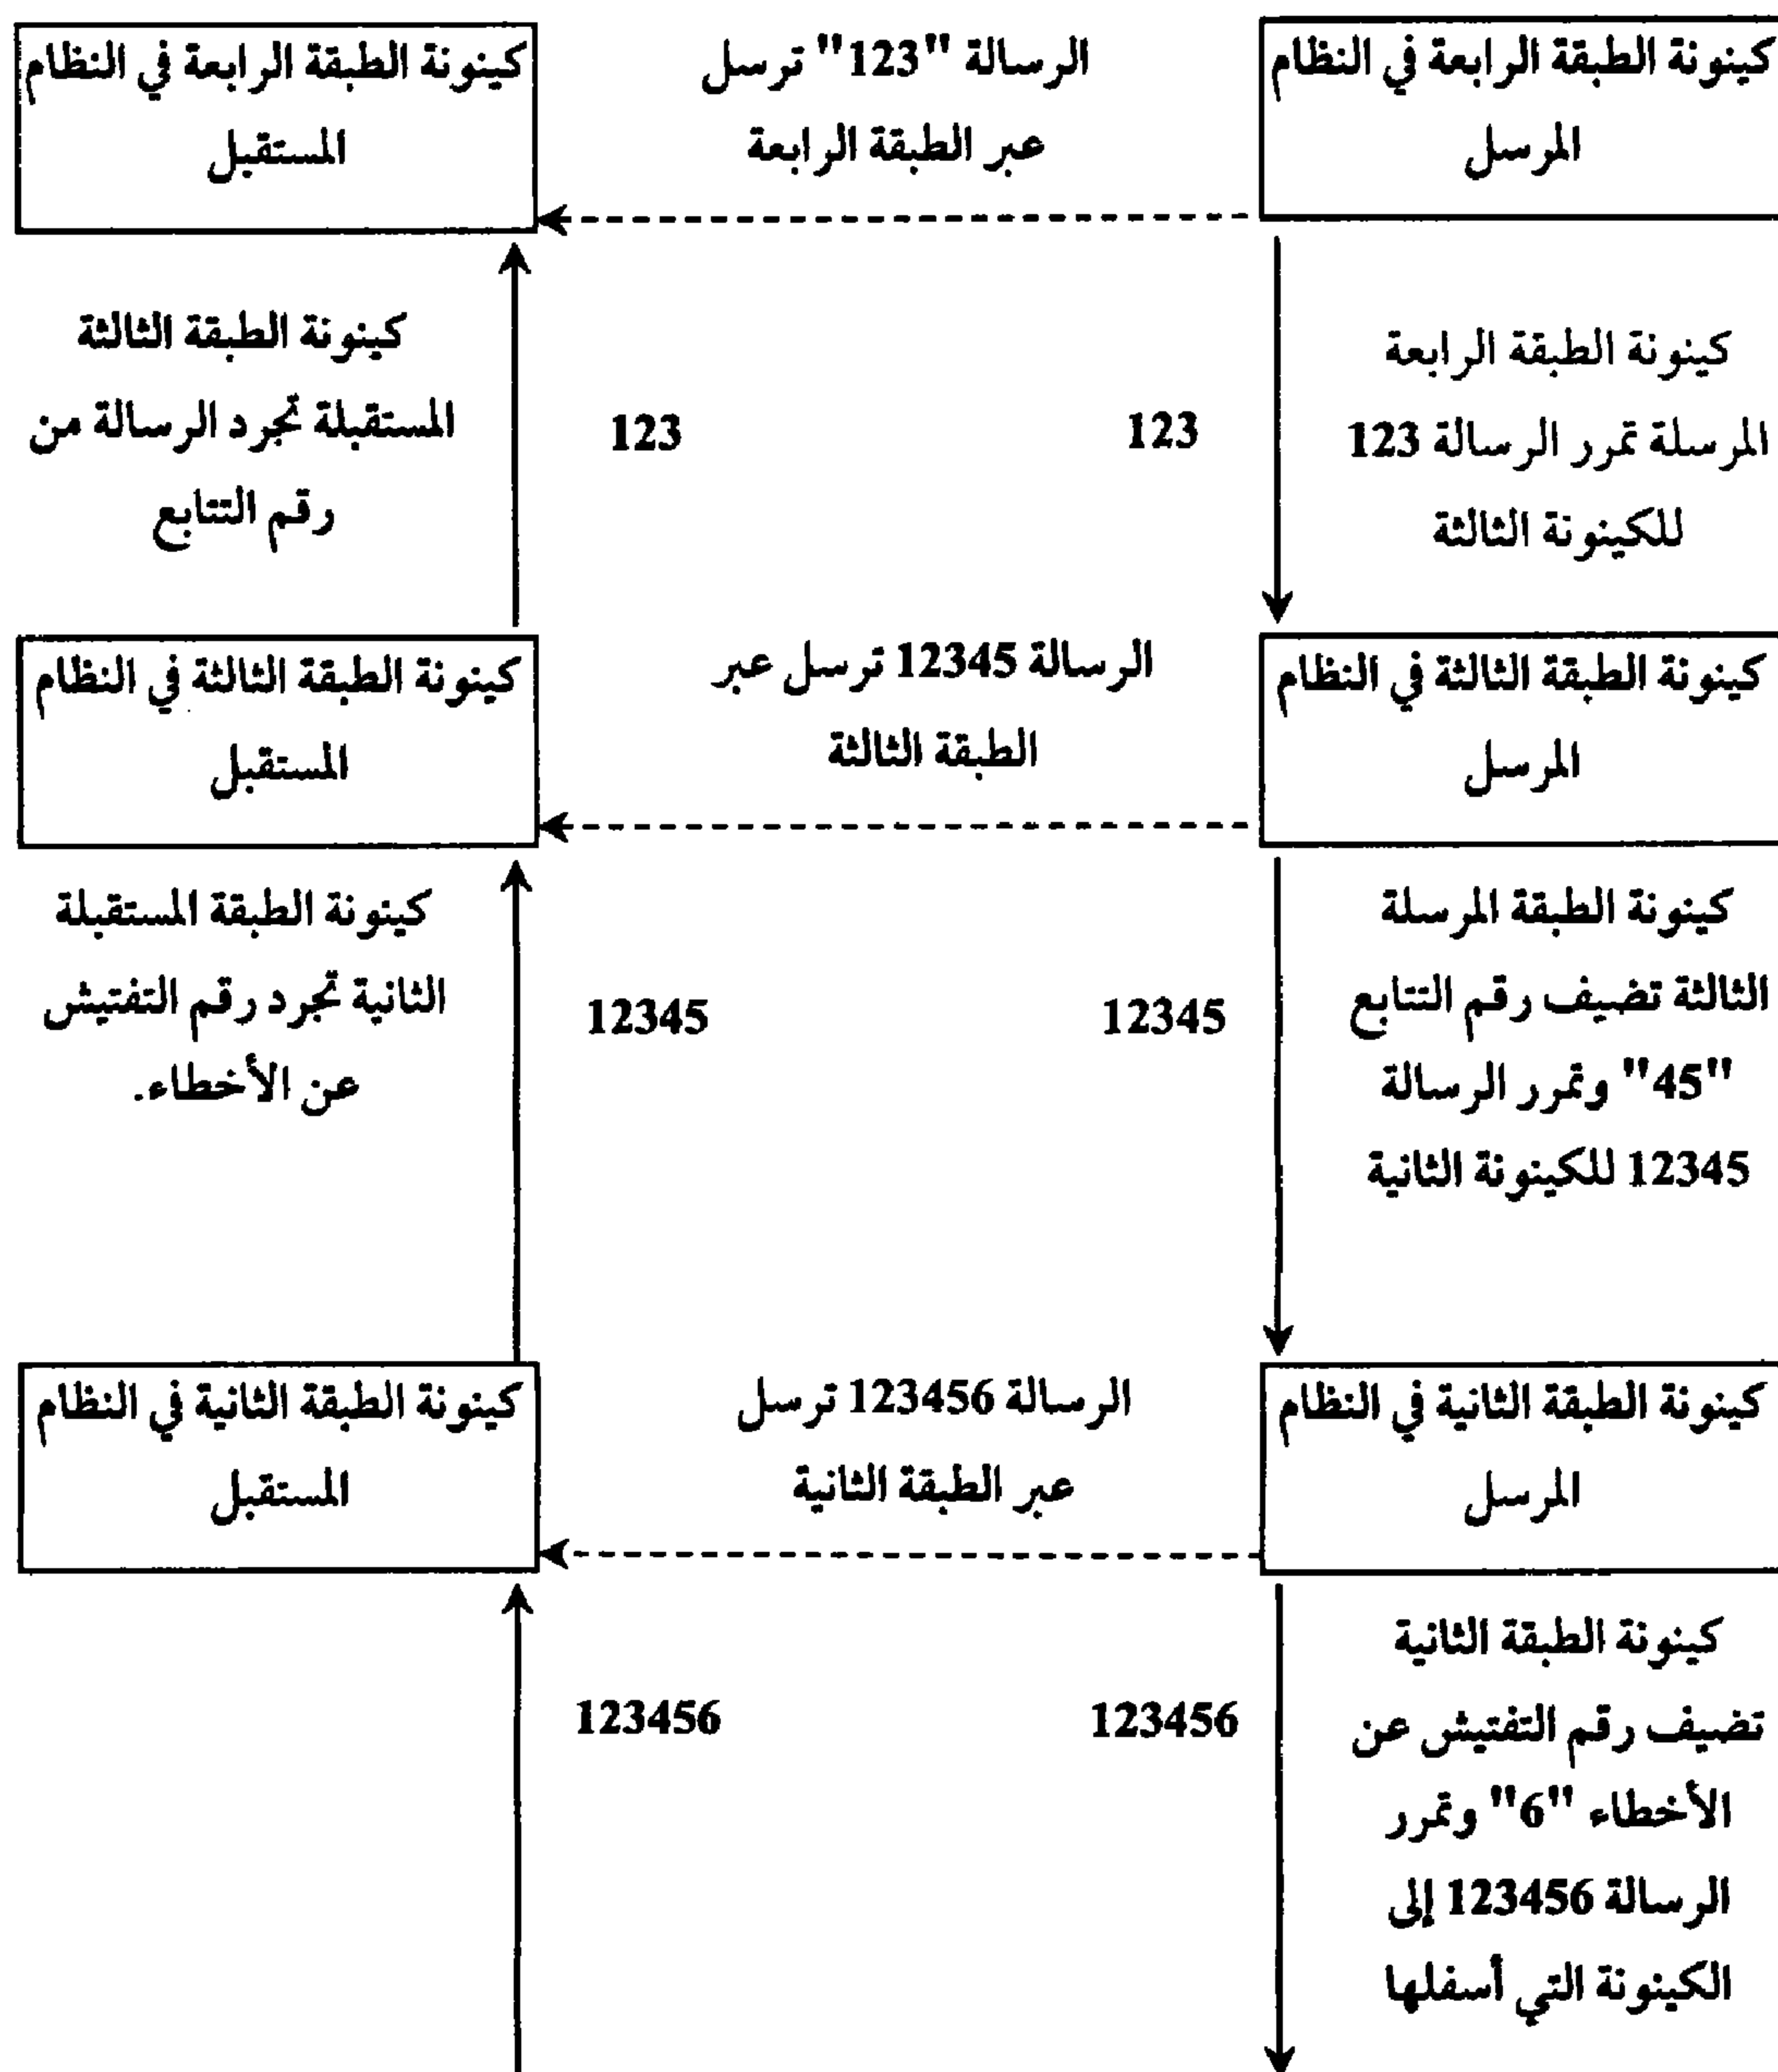 كينونة الطبقة الرابعة في النظام
المرسل
الرسالة "123" ترسل
عبر الطبقة الرابعة
كينونة الطبقة الرابعة في النظام
المستقبل
كينونة الطبقة الرابعة
المرسلة تمرر الرسالة 123
للكينونة الثالثة
123
123
كينونة الطبقة الثالثة
المستقبلة تجرد الرسالة من
رقم التتابع
كينونة الطبقة الثالثة في النظام
المرسل
الرسالة 12345 ترسل عبر
الطبقة الثالثة
كينونة الطبقة الثالثة في النظام
المستقبل
كينونة الطبقة المرسلة
الثالثة تضيف رقم التتابع
"45" وتمرر الرسالة
12345 للكينونة الثانية
12345
12345
كينونة الطبقة المستقبلة
الثانية تجرد رقم التفتيش
عن الأخطاء.
كينونة الطبقة الثانية في النظام
المرسل
الرسالة 123456 ترسل
عبر الطبقة الثانية
كينونة الطبقة الثانية في النظام
المستقبل
كينونة الطبقة الثانية
تضيف رقم التفتيش عن
الأخطاء "6" وتمرر
الرسالة 123456 إلى
الكينونة التي أسفلها
123456
123456